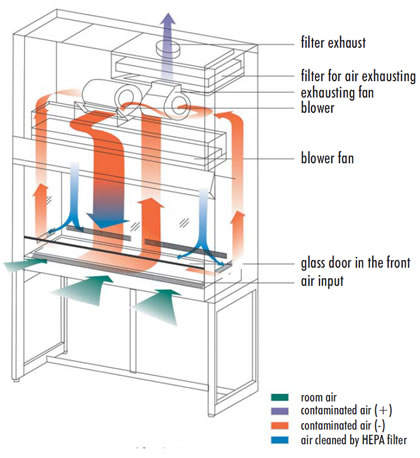 filter exhaust
filter for air exhausting
exhausting fan
blower
blower fan
glass door in the front
air input
room air
contaminated air (+)
contaminated air (-)
air cleaned by HEPA filter